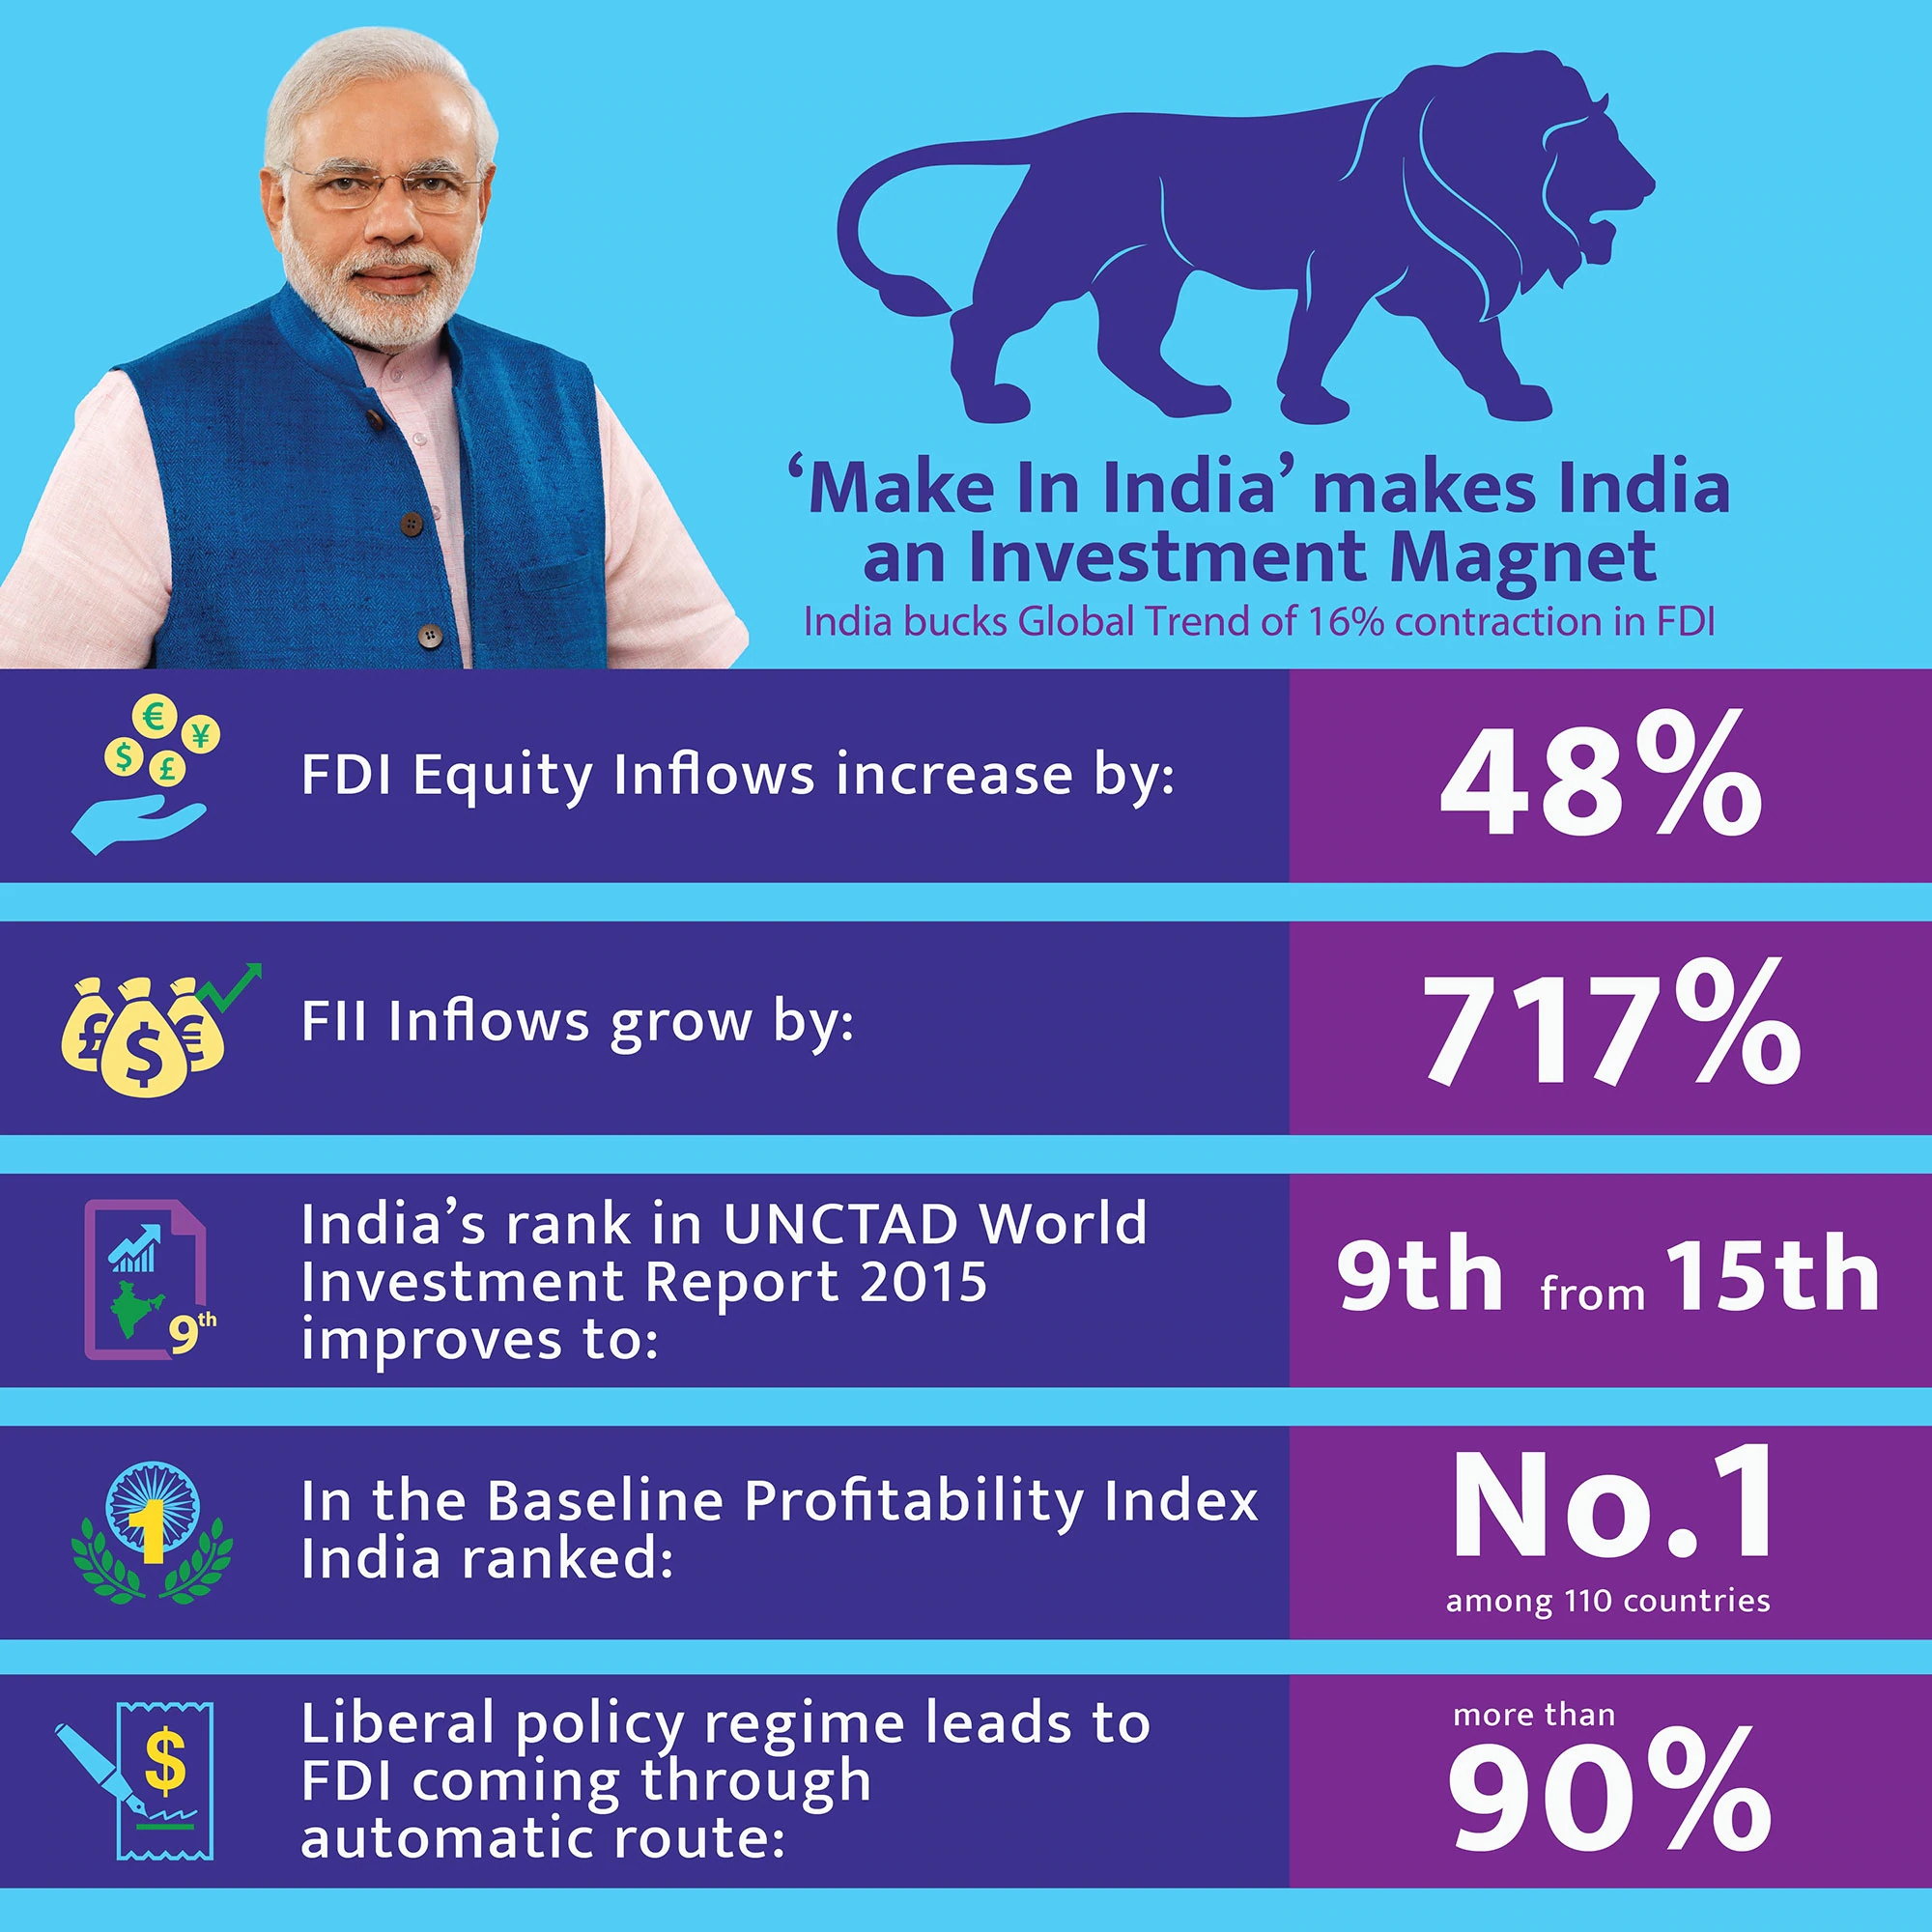 ‘Make In India’ makes India
an Investment Magnet
India bucks Global Trend of 16% contraction in FDI
€
¥
$
£
FDI Equity Inflows increase by:
48%
£
$
€
FII Inflows grow by:
717%
9th
India’s rank in UNCTAD World
Investment Report 2015
improves to:
9th from 15th
1
In the Baseline Profitability Index
India ranked:
No.1
among 110 countries
$
Liberal policy regime leads to
FDI coming through
automatic route:
more than
90%